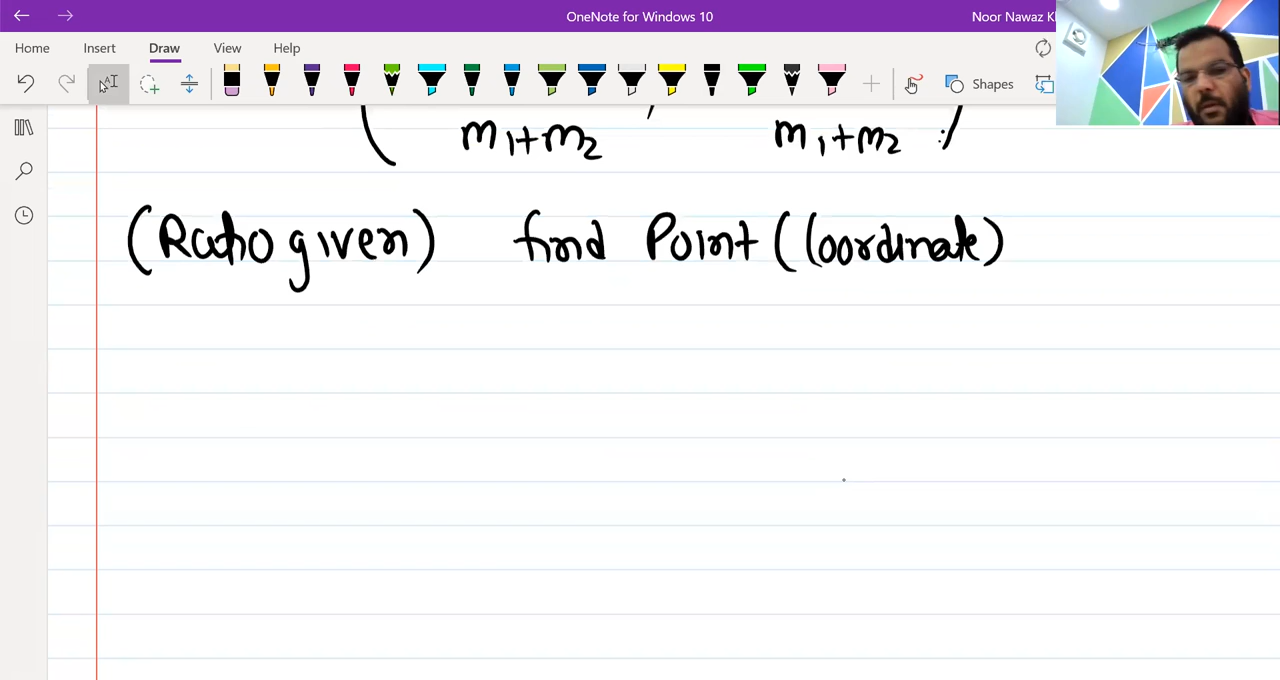 OneNote for Windows 10
Noor Nawaz
Home Insert Draw View Help
Shapes
( m1+m2 , m1+m2 )
(Ratio given) find Point (Coordinate)